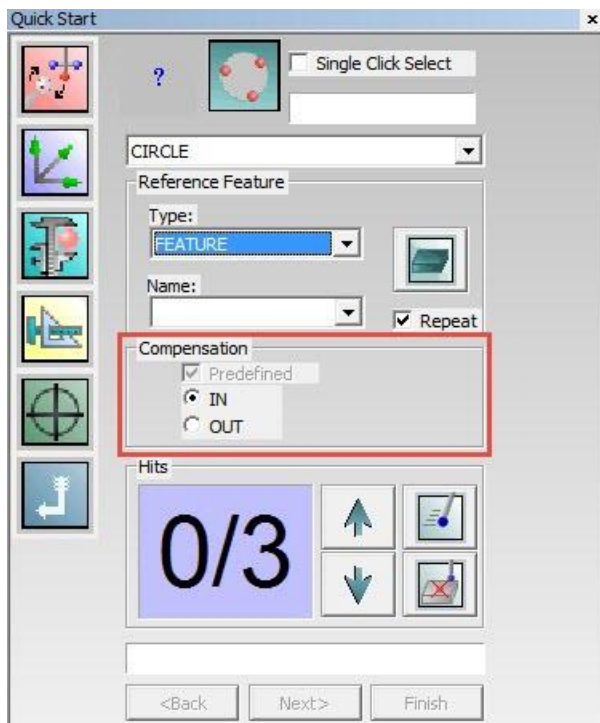 Quick Start
x
?
Single Click Select
CIRCLE
Reference Feature
Type:
FEATURE
Name:
Repeat
Compensation
Predefined
IN
OUT
Hits
0/3
<Back Next> Finish